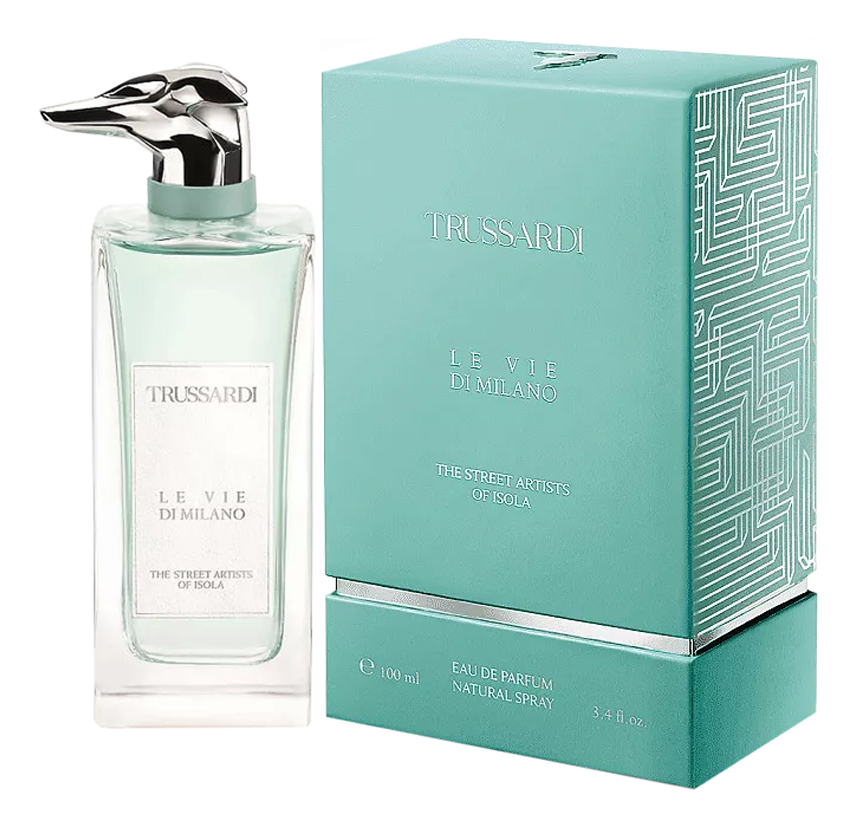 TRUSSARDI
LE VIE
DI MILANO
THE STREET ARTISTS
OF ISOLA
TRUSSARDI
LE VIE
DI MILANO
THE STREET ARTISTS
OF ISOLA
℮ 100 ml
EAU DE PARFUM
NATURAL SPRAY
3.4 fl.oz.